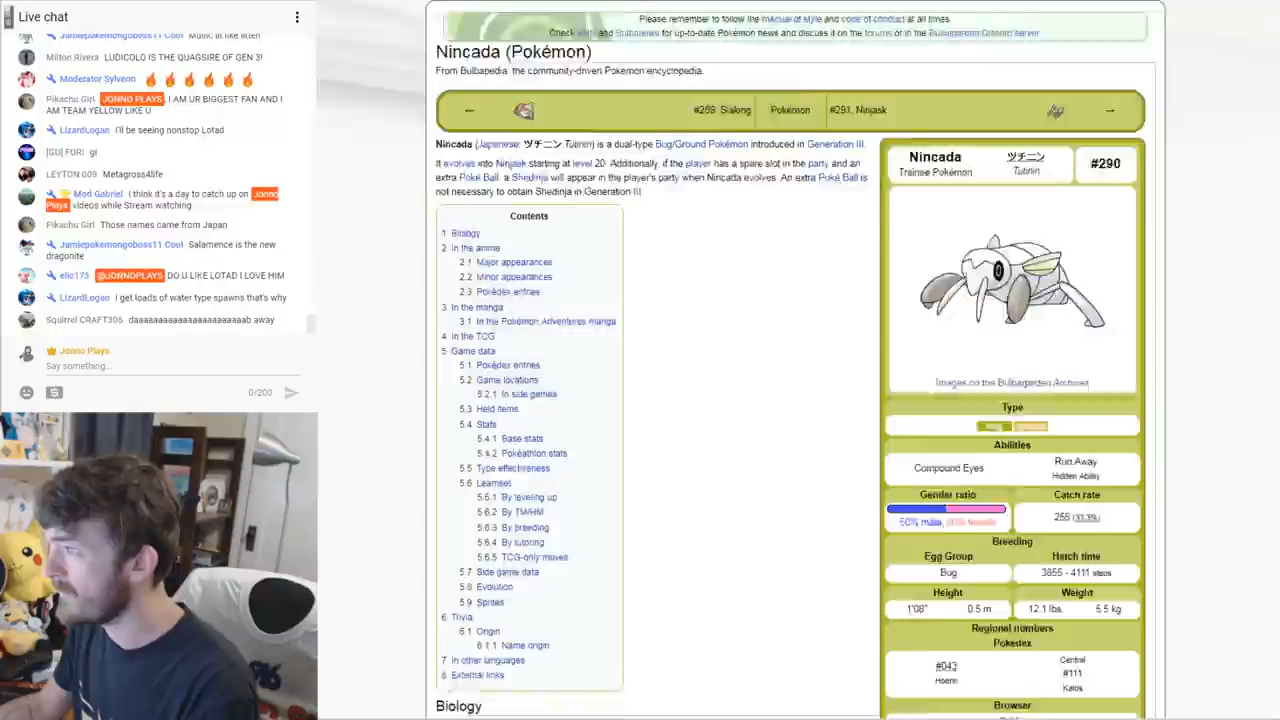 Live chat
Jamiepokemongoboss11 Cool Music at like litten
Milton Rivera LUDICOLO IS THE QUAGSIRE OF GEN 3!
Moderator Sylveon
Pikachu Girl JONNO PLAYS I AM UR BIGGEST FAN AND I
AM TEAM YELLOW LIKE U
LizardLogan I'll be seeing nonstop Lotad
[GD] FURI gi
LEYTON 009 Metagross4life
Mod Gabriel I think it's a day to catch up on Jonno
Plays videos while Stream watching
Pikachu Girl Those names came from Japan
Jamiepokemongoboss11 Cool Salamence is the new
dragonite
elic173 @JONNOPLAYS DO U LIKE LOTAD I LOVE HIM
LizardLogan I get loads of water type spawns that's why
Squirrel CRAFT306 daaaaaaaaaaaaaaaaaaaaaaab away
Jonno Plays
Say something...
0/200
Please remember to follow the manual of style and code of conduct at all times.
Check and Bulbanews for up-to-date Pokémon news and discuss it on the forums or in the Bulbagarden Discord server.
Nincada (Pokémon)
From Bulbapedia, the community-driven Pokémon encyclopedia.
← #289: Slaking Pokémon #291: Ninjask →
Nincada (Japanese: ツチニン Tutinin) is a dual-type Bug/Ground Pokémon introduced in Generation III.
It evolves into Ninjask starting at level 20. Additionally, if the player has a spare slot in the party and an
extra Poké Ball, a Shedinja will appear in the player's party when Nincada evolves. An extra Poké Ball is
not necessary to obtain Shedinja in Generation III.
Contents
1 Biology
2 In the anime
2.1 Major appearances
2.2 Minor appearances
2.3 Pokédex entries
3 In the manga
3.1 In the Pokémon Adventures manga
4 In the TCG
5 Game data
5.1 Pokédex entries
5.2 Game locations
5.2.1 In side games
5.3 Held items
5.4 Stats
5.4.1 Base stats
5.4.2 Pokéathlon stats
5.5 Type effectiveness
5.6 Learnset
5.6.1 By leveling up
5.6.2 By TM/HM
5.6.3 By breeding
5.6.4 By tutoring
5.6.5 TCG-only moves
5.7 Side game data
5.8 Evolution
5.9 Sprites
6 Trivia
6.1 Origin
6.1.1 Name origin
7 In other languages
8 External links
Biology
Nincada ツチニン #290
Trainee Pokémon Tutinin
Images on the Bulbagarden Archives
Type
Abilities
Compound Eyes Run Away
Hidden Ability
Gender ratio Catch rate
50% male, 50% female 255 (33.3%)
Breeding
Egg Group Hatch time
Bug 3855 - 4111 steps
Height Weight
1'08" 0.5 m 12.1 lbs. 5.5 kg
Regional numbers
Pokédex
#043 Central
Hoenn #111
Kalos
Browser